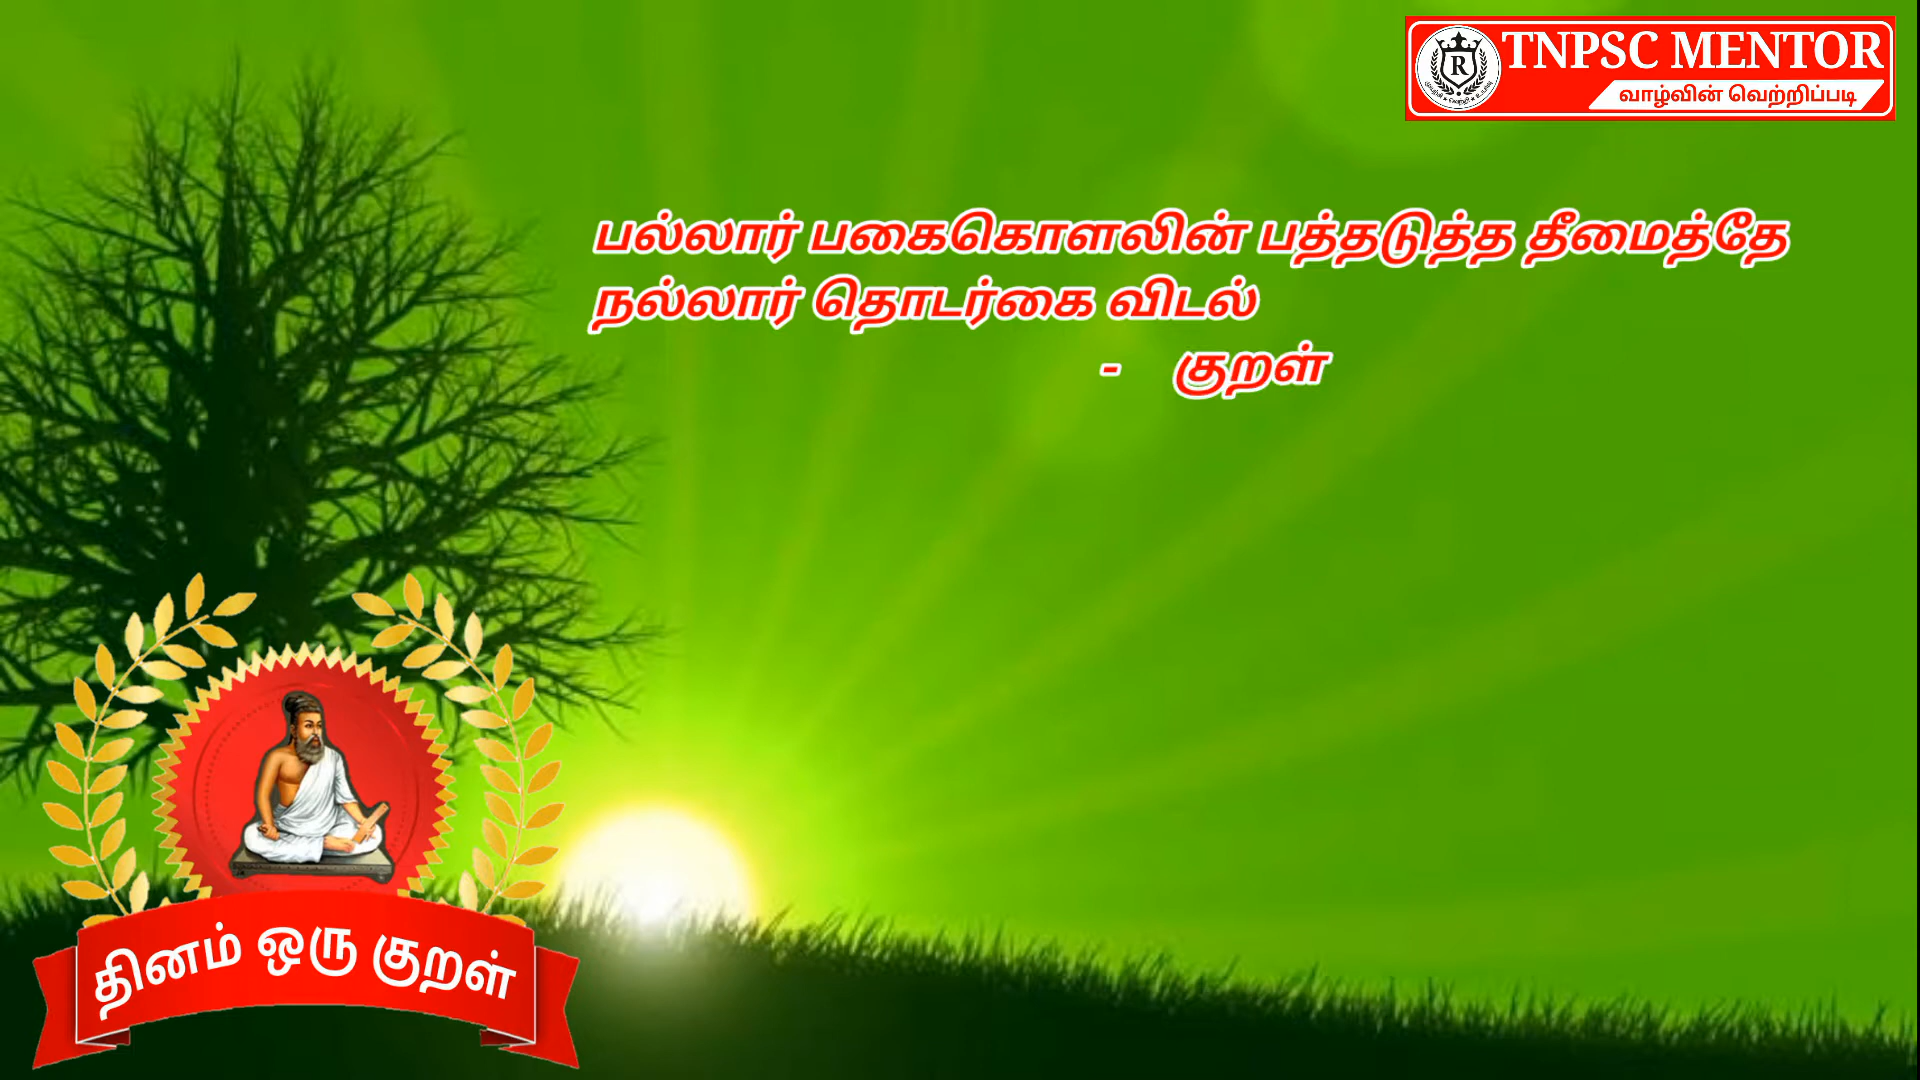 TNPSC MENTOR
வாழ்வின் வெற்றிப்படி
R
பல்லார் பகைகொளலின் பத்தடுத்த தீமைத்தே
நல்லார் தொடர்கை விடல்
- குறள்
தினம் ஒரு குறள்